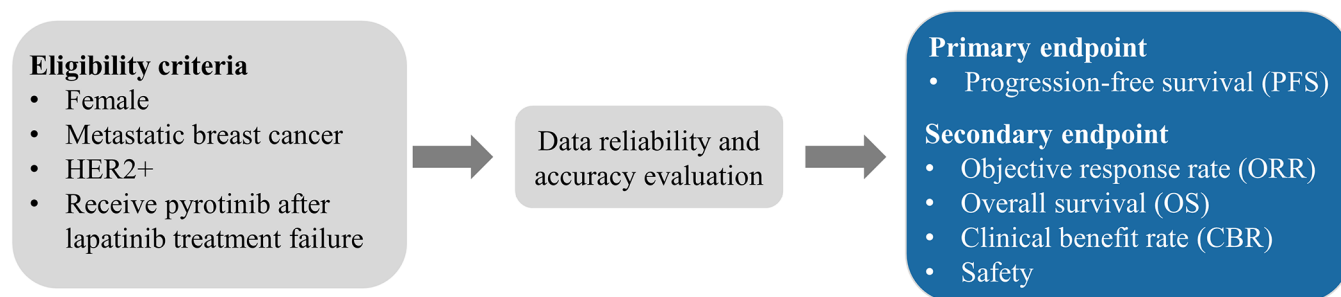 Eligibility criteria
• Female
• Metastatic breast cancer
• HER2+
• Receive pyrotinib after
lapatinib treatment failure
Data reliability and
accuracy evaluation
Primary endpoint
• Progression-free survival (PFS)
Secondary endpoint
• Objective response rate (ORR)
• Overall survival (OS)
• Clinical benefit rate (CBR)
• Safety